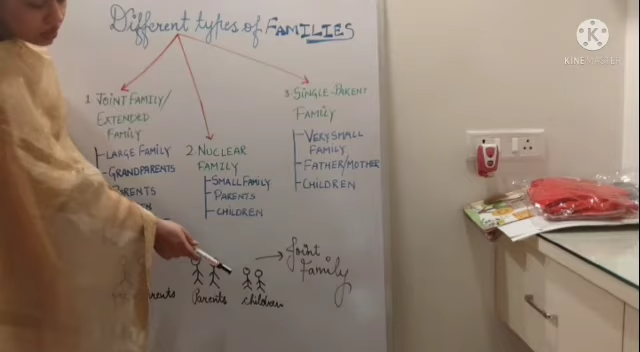 Different types of FAMILIES
1. JOINT FAMILY/
EXTENDED
FAMILY
LARGE FAMILY
GRANDPARENTS
PARENTS
2. NUCLEAR
FAMILY
SMALL FAMILY
PARENTS
CHILDREN
3. SINGLE-PARENT
FAMILY
VERY SMALL
FAMILY
FATHER/MOTHER
CHILDREN
Joint
Family
Parents
children
K
KINEMASTER